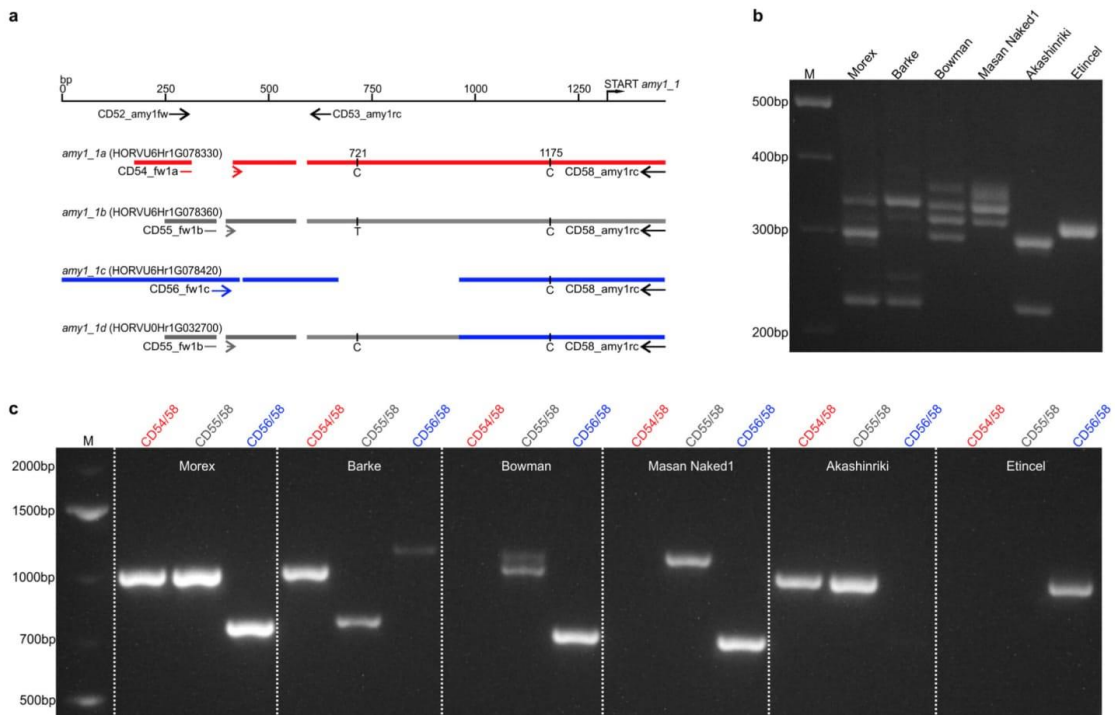 a
bp
0 250 500 750 1000 1250 START amy1_1
CD52_amy1fw CD53_amy1rc
amy1_1a (HORVU6Hr1G078330) 721 1175
CD54_fw1a C C CD58_amy1rc
amy1_1b (HORVU6Hr1G078360)
CD55_fw1b T C CD58_amy1rc
amy1_1c (HORVU6Hr1G078420)
CD56_fw1c C CD58_amy1rc
amy1_1d (HORVU0Hr1G032700)
CD55_fw1b C C CD58_amy1rc
b
M Morex Barke Bowman Masan Naked1 Akashinriki Etincel
500bp
400bp
300bp
200bp
c
M CD54/58 CD55/58 CD56/58 CD54/58 CD55/58 CD56/58 CD54/58 CD55/58 CD56/58 CD54/58 CD55/58 CD56/58 CD54/58 CD55/58 CD56/58 CD54/58 CD55/58 CD56/58
2000bp Morex Barke Bowman Masan Naked1 Akashinriki Etincel
1500bp
1000bp
700bp
500bp